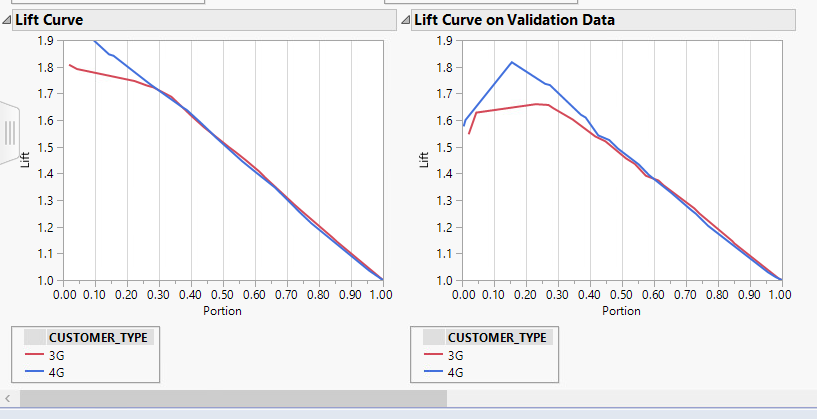 Lift Curve
1.9
1.8
1.7
1.6
1.5
1.4
1.3
1.2
1.1
1.0
Lift
0.00 0.10 0.20 0.30 0.40 0.50 0.60 0.70 0.80 0.90 1.00
Portion
CUSTOMER_TYPE
3G
4G
Lift Curve on Validation Data
1.9
1.8
1.7
1.6
1.5
1.4
1.3
1.2
1.1
1.0
Lift
0.00 0.10 0.20 0.30 0.40 0.50 0.60 0.70 0.80 0.90 1.00
Portion
CUSTOMER_TYPE
3G
4G